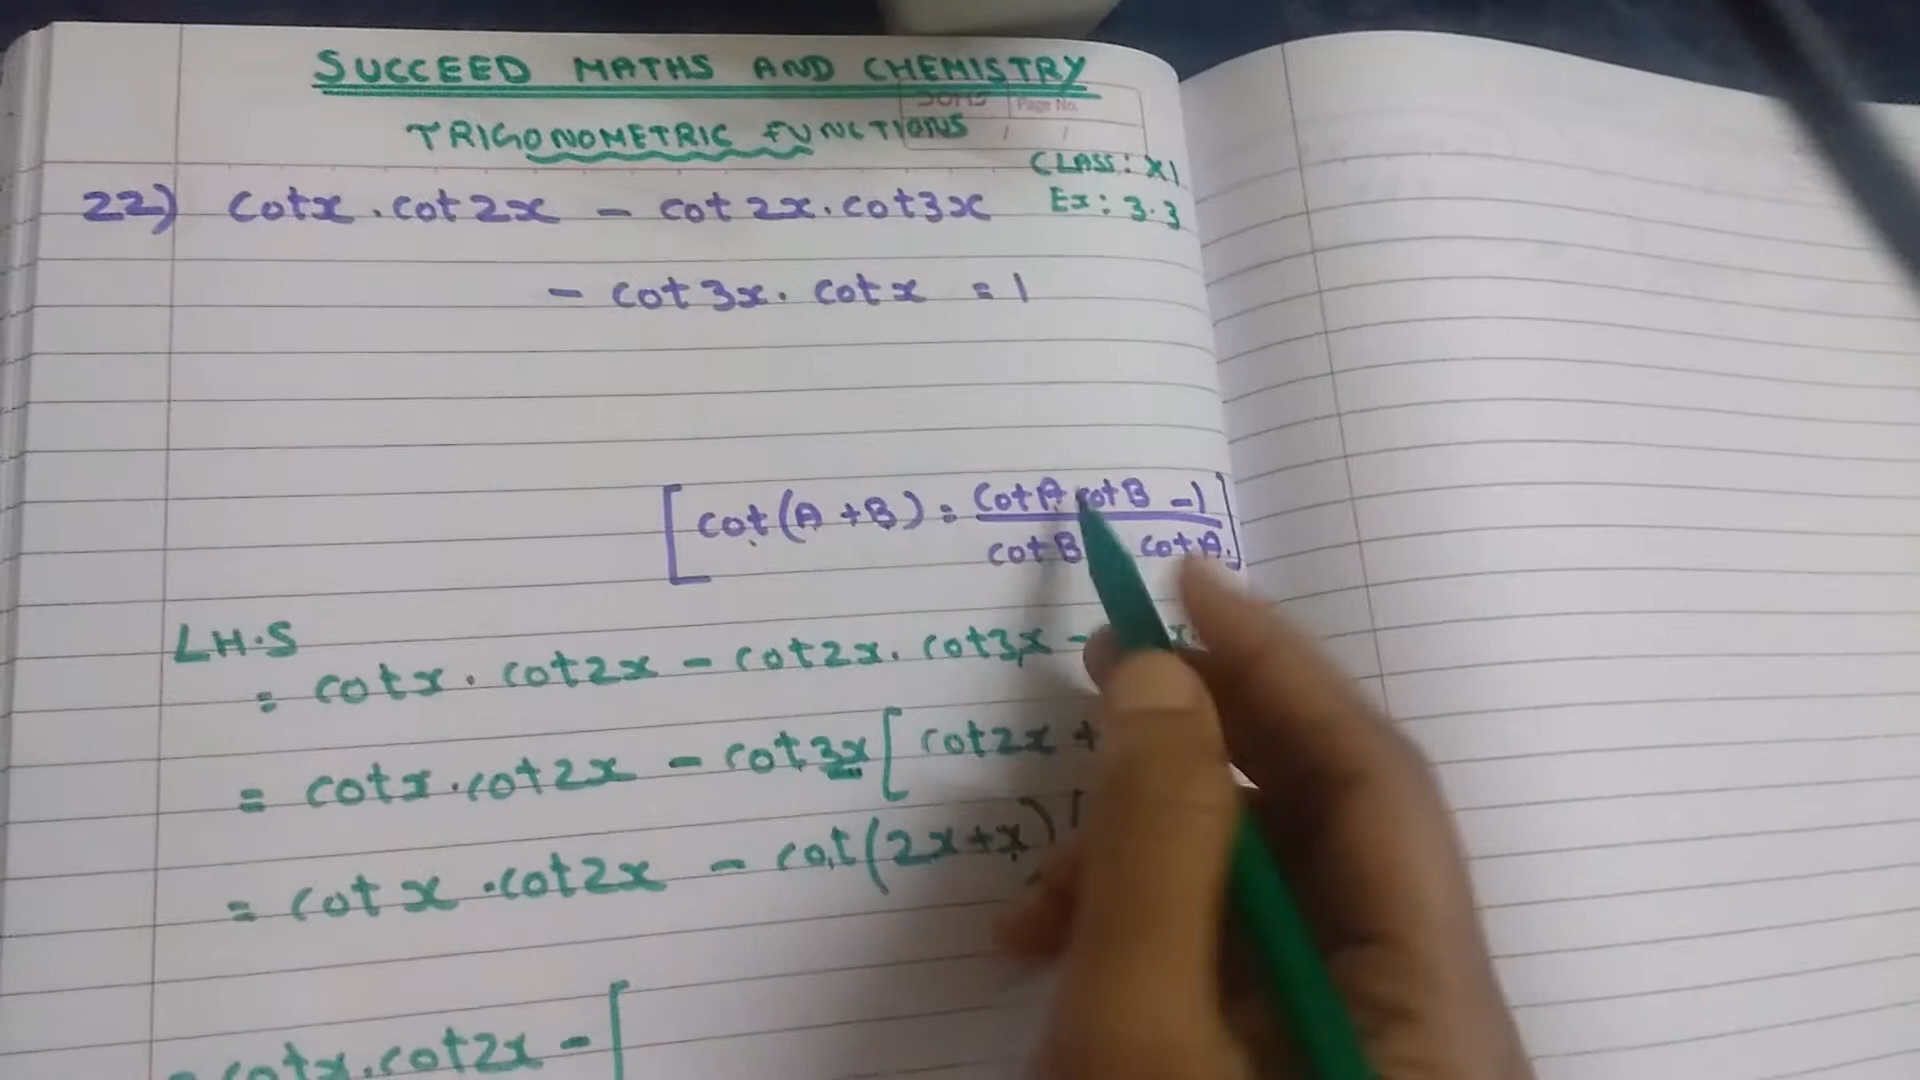 SUCCEED MATHS AND CHEMISTRY
Page No.
TRIGONOMETRIC FUNCTIONS
CLASS: XI
22) cotx . cot2x - cot2x . cot3x Ex: 3.3
- cot3x . cotx = 1
[cot(A+B) = cotA cotB - 1 / cotB cotA]
L.H.S
= cotx . cot2x - cot2x . cot3x -
= cotx . cot2x - cot3x [cot2x +
= cotx . cot2x - cot(2x+x)
= cotx . cot2x - [